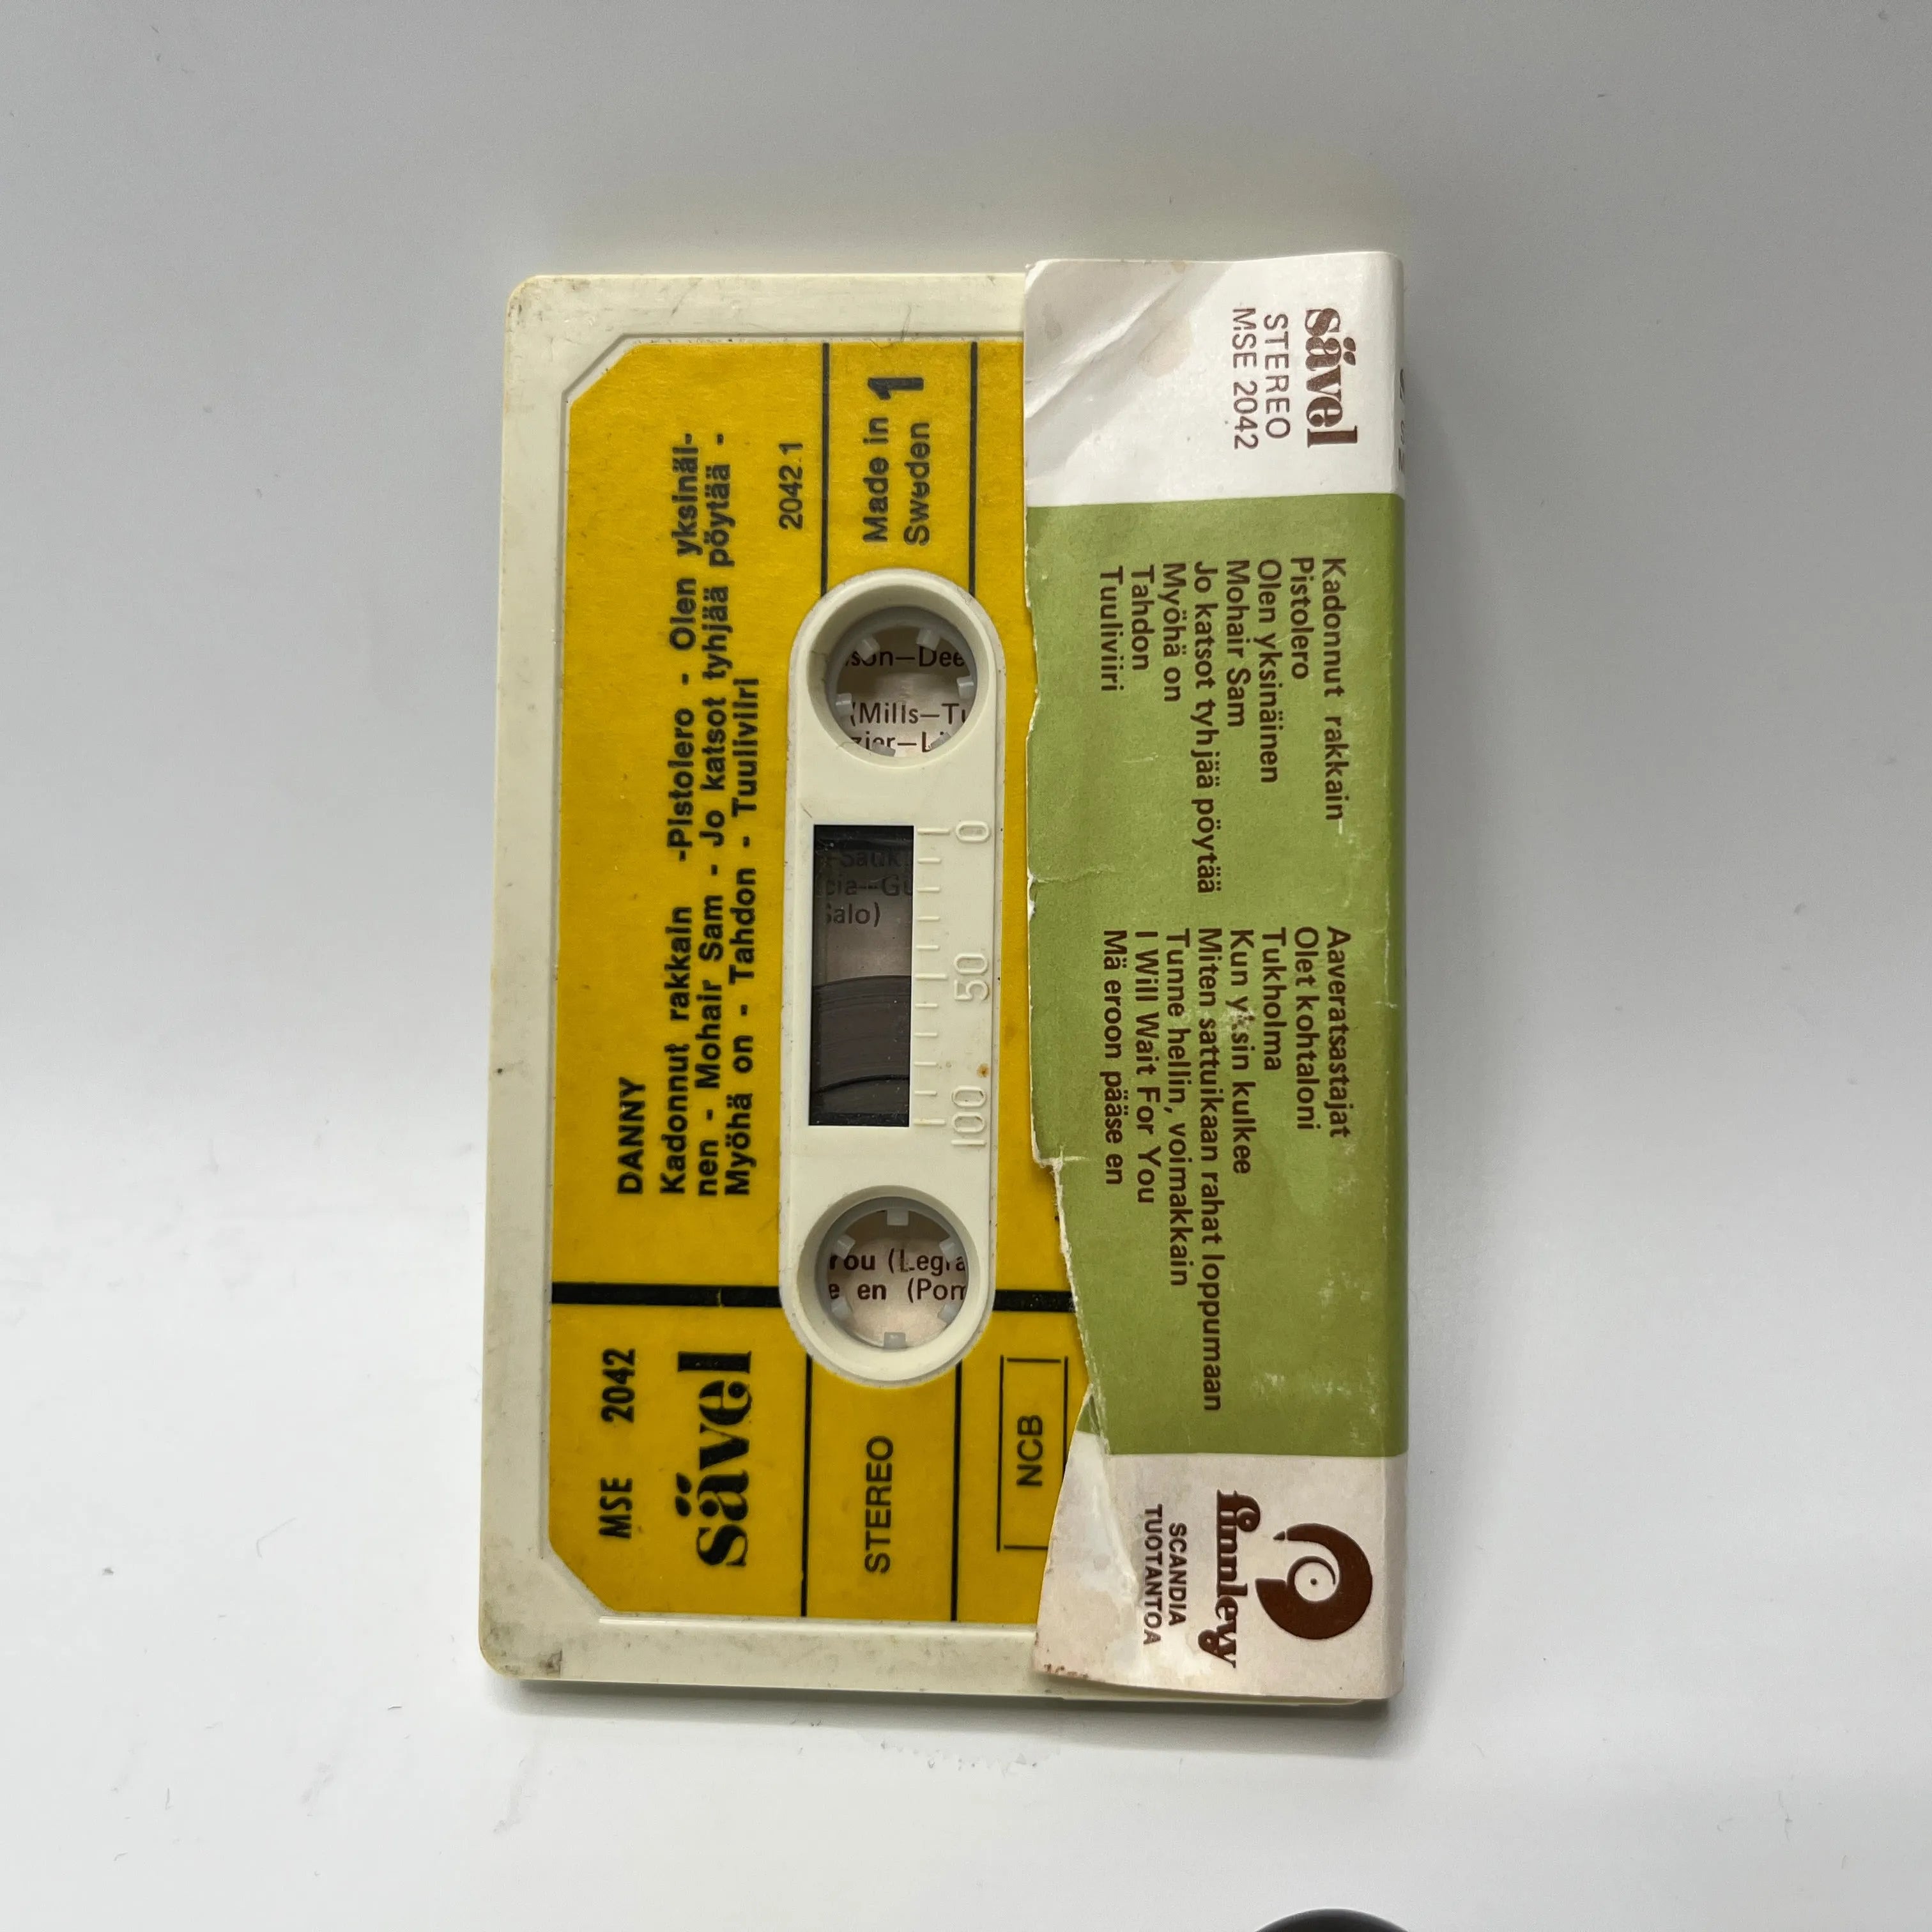 DANNY
Kadonnut rakkain -Pistolero - Olen yksinäi-
nen - Mohair Sam - Jo katsot tyhjää pöytää -
Myöhä on - Tahdon - Tuuliviiri
2042.1
Made in
Sweden
1
MSE 2042
sävel
STEREO
NCB
0
50
100
(Mills—
Salo)
(Legra
en (Pom
sävel
STEREO
MSE 2042
Kadonnut rakkain
Pistolero
Olen yksinäinen
Mohair Sam
Jo katsot tyhjää pöytää
Myöhä on
Tahdon
Tuuliviiri
Aaveratsastajat
Olet kohtaloni
Tukholma
Kun yksin kulkee
Miten sattuikaan rahat loppumaan
Tunne hellin, voimakkain
I Will Wait For You
Mä eroon pääse en
finnlevy
SCANDIA
TUOTANTOA